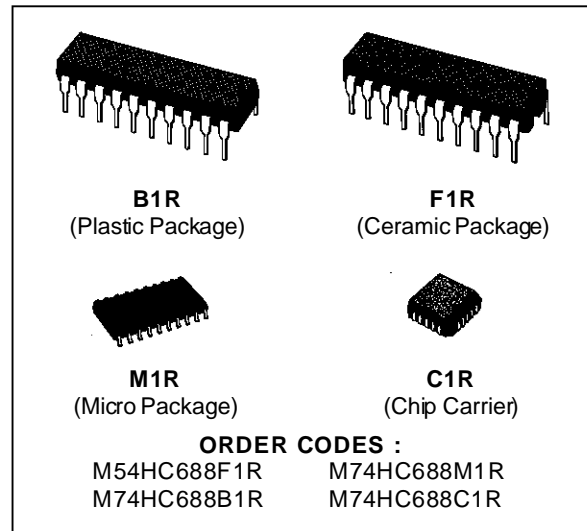 B1R F1R
(Plastic Package) (Ceramic Package)
M1R C1R
(Micro Package) (Chip Carrier)
ORDER CODES :
M54HC688F1R M74HC688M1R
M74HC688B1R M74HC688C1R